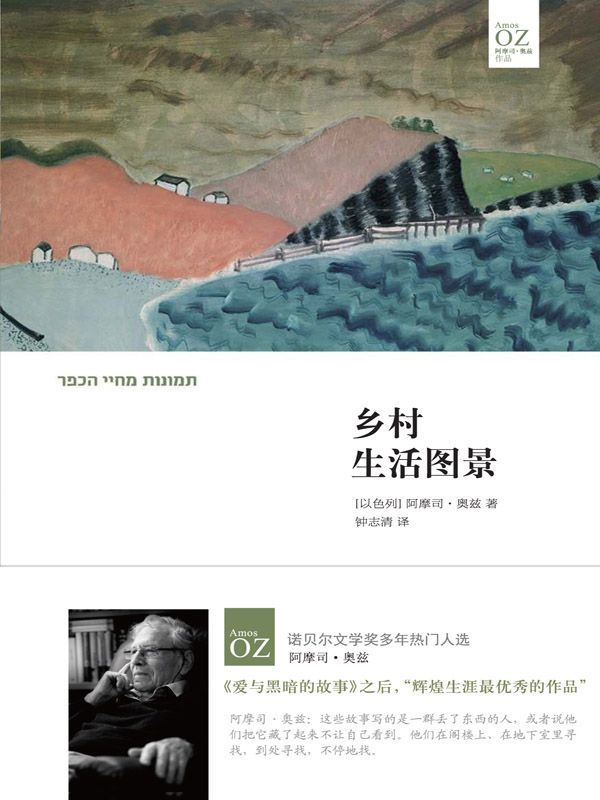 Amos
OZ
阿摩司·奥兹
作品
תמונות מחיי הכפר
乡村
生活图景
[以色列] 阿摩司·奥兹 著
钟志清 译
Amos
OZ
诺贝尔文学奖多年热门人选
阿摩司·奥兹
《爱与黑暗的故事》之后，“辉煌生涯最优秀的作品”
阿摩司·奥兹：这些故事写的是一群丢了东西的人，或者说他
们把它藏了起来不让自己看到。他们在阁楼上、在地下室里寻
找，到处寻找，不停地找。